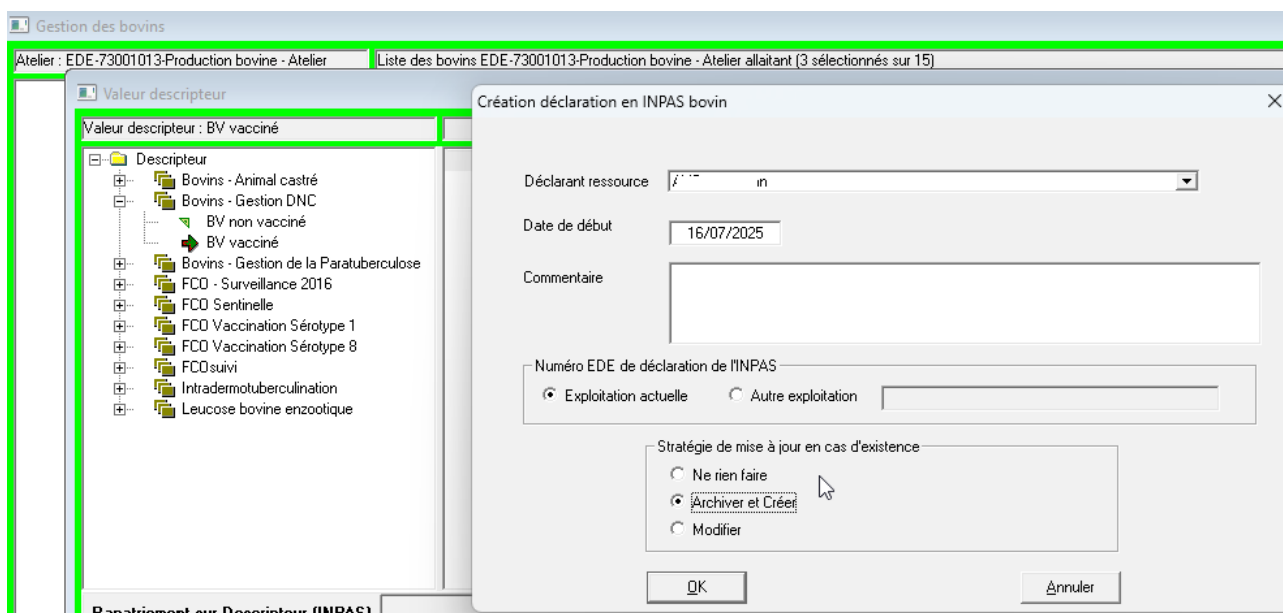 Gestion des bovins
Atelier : EDE-73001013-Production bovine - Atelier
Liste des bovins EDE-73001013-Production bovine - Atelier allaitant (3 sélectionnés sur 15)
Valeur descripteur
Valeur descripteur : BV vacciné
Descripteur
Bovins - Animal castré
Bovins - Gestion DNC
BV non vacciné
BV vacciné
Bovins - Gestion de la Paratuberculose
FCO - Surveillance 2016
FCO Sentinelle
FCO Vaccination Sérotype 1
FCO Vaccination Sérotype 8
FCOsuivi
Intradermotuberculination
Leucose bovine enzootique
Rapatriement sur Descripteur (INPAS)
Création déclaration en INPAS bovin
Déclarant ressource
Date de début
16/07/2025
Commentaire
Numéro EDE de déclaration de l'INPAS
Exploitation actuelle
Autre exploitation
Stratégie de mise à jour en cas d'existence
Ne rien faire
Archiver et Créer
Modifier
OK
Annuler